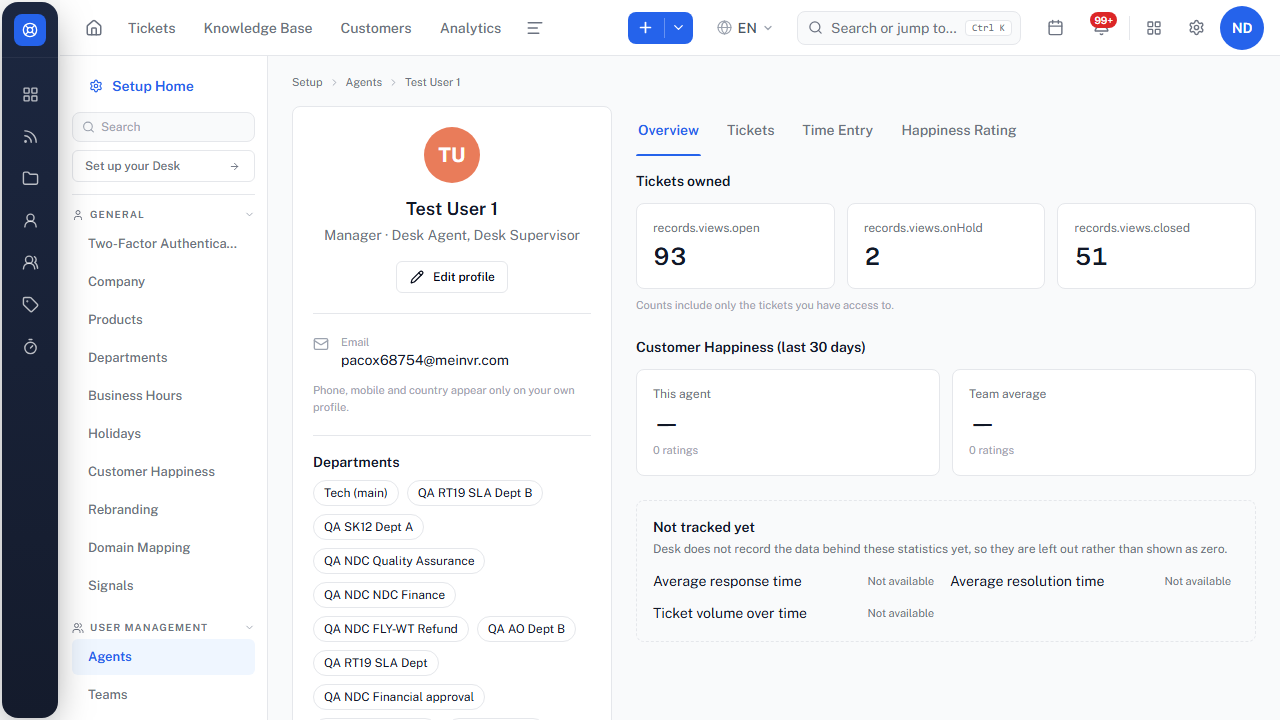 Tickets
Knowledge Base
Customers
Analytics
EN
Search or jump to...
Ctrl K
99+
ND
Setup Home
Search
Set up your Desk
GENERAL
Two-Factor Authentica...
Company
Products
Departments
Business Hours
Holidays
Customer Happiness
Rebranding
Domain Mapping
Signals
USER MANAGEMENT
Agents
Teams
Setup > Agents > Test User 1
TU
Test User 1
Manager · Desk Agent, Desk Supervisor
Edit profile
Email
pacox68754@meinvr.com
Phone, mobile and country appear only on your own
profile.
Departments
Tech (main)
QA RT19 SLA Dept B
QA SK12 Dept A
QA NDC Quality Assurance
QA NDC NDC Finance
QA NDC FLY-WT Refund
QA AO Dept B
QA RT19 SLA Dept
QA NDC Financial approval
Overview
Tickets
Time Entry
Happiness Rating
Tickets owned
records.views.open
93
records.views.onHold
2
records.views.closed
51
Counts include only the tickets you have access to.
Customer Happiness (last 30 days)
This agent
—
0 ratings
Team average
—
0 ratings
Not tracked yet
Desk does not record the data behind these statistics yet, so they are left out rather than shown as zero.
Average response time
Not available
Average resolution time
Not available
Ticket volume over time
Not available